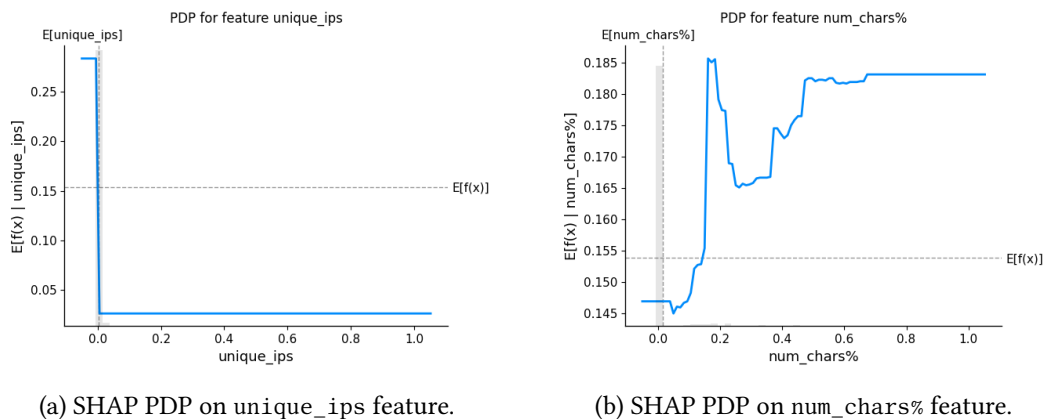 PDP for feature unique_ips
E[unique_ips]
0.25
0.20
0.15
0.10
0.05
E[f(x) | unique_ips]
E[f(x)]
0.0 0.2 0.4 0.6 0.8 1.0
unique_ips
(a) SHAP PDP on unique_ips feature.
PDP for feature num_chars%
E[num_chars%]
0.185
0.180
0.175
0.170
0.165
0.160
0.155
0.150
0.145
E[f(x) | num_chars%]
E[f(x)]
0.0 0.2 0.4 0.6 0.8 1.0
num_chars%
(b) SHAP PDP on num_chars% feature.